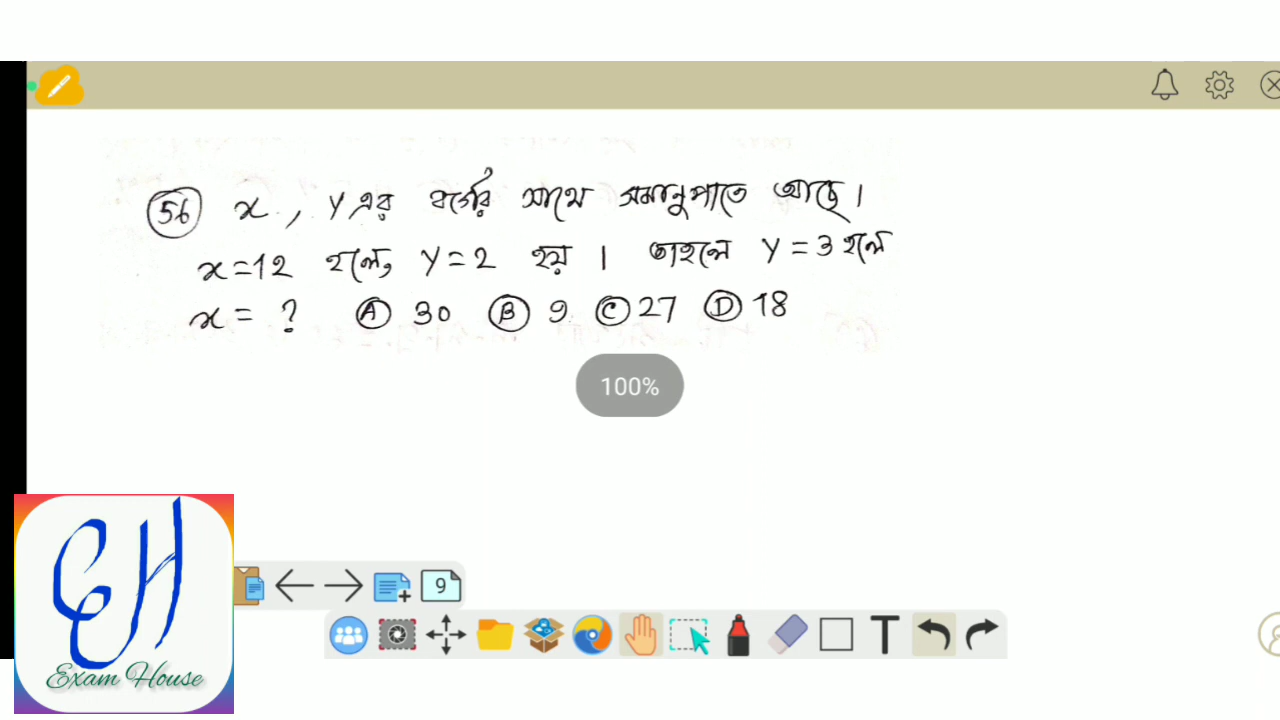 56 x, y এর বর্গের সাথে সমানুপাতে আছে।
x=12 হলে, y=2 হয়। তাহলে y=3 হলে
x= ? A 30 B 9 C 27 D 18
100%
9
T
EH
Exam House